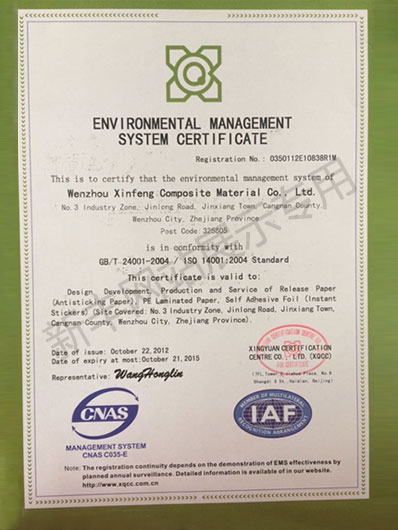 Q
ENVIRONMENTAL MANAGEMENT
SYSTEM CERTIFICATE
Registration No.: 0350112E10838R1M
This is to certify that the environmental management system of
Wenzhou Xinfeng Composite Material Co., Ltd.
No.3 Industry Zone, Jinlong Road, Jinxiang Town, Cangnan County,
Wenzhou City, Zhejiang Province
Post Code: 325805
is in conformity with
GB/T 24001-2004 / ISO 14001:2004 Standard
This certificate is valid to:
Design, Development, Production and Service of Release Paper
(Antisticking Paper), PE Laminated Paper, Self Adhesive Foil (Instant
Stickers) (Site Covered: No.3 Industry Zone, Jinlong Road, Jinxiang Town,
Cangnan County, Wenzhou City, Zhejiang Province).
Date of issue: October 22, 2012
Date of expiry at most: October 21, 2015
Representative: WangHonglin
XINGYUAN CERTIFICATION
CENTRE CO., LTD. (XQCC)
CNAS
MANAGEMENT SYSTEM
CNAS C035-E
MEMBER OF MULTILATERAL
IAF
RECOGNITION ARRANGEMENT
Note: The registration continuity depends on the demonstration of EMS effectiveness by
planned annual surveillance. Detailed information is available of in our website.
http://www.xqcc.com.cn